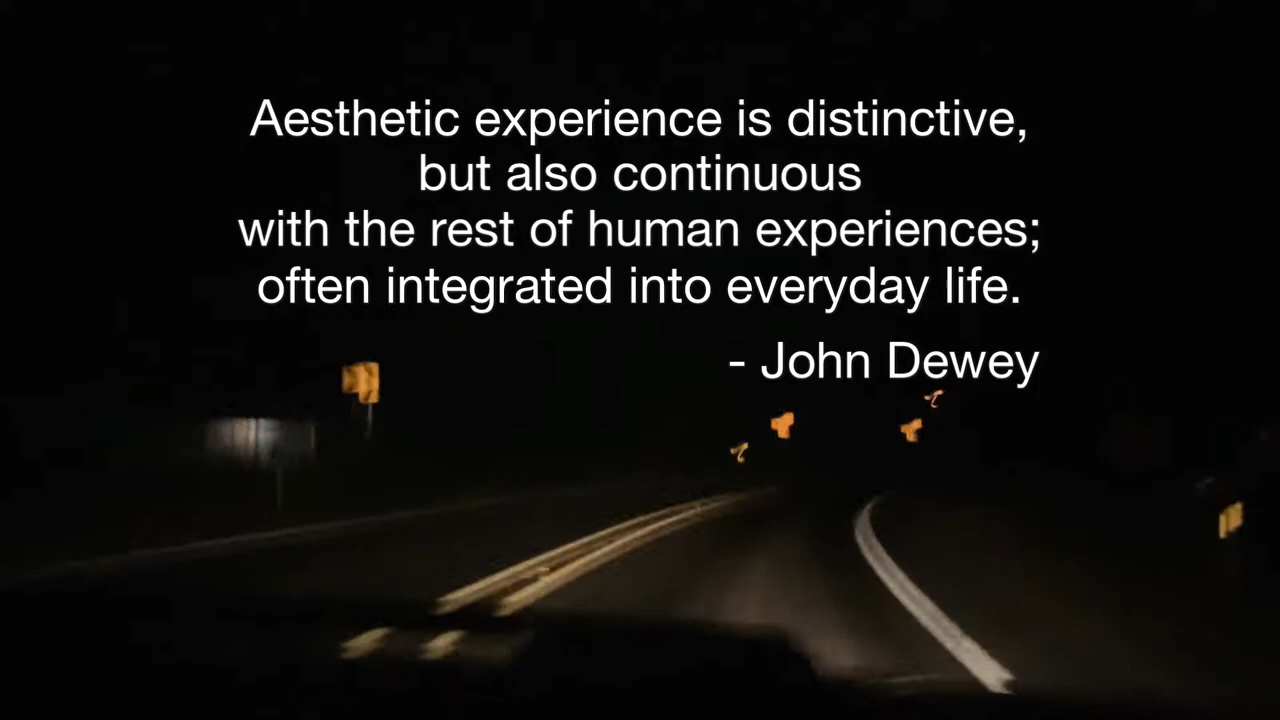 Aesthetic experience is distinctive,
but also continuous
with the rest of human experiences;
often integrated into everyday life.
- John Dewey